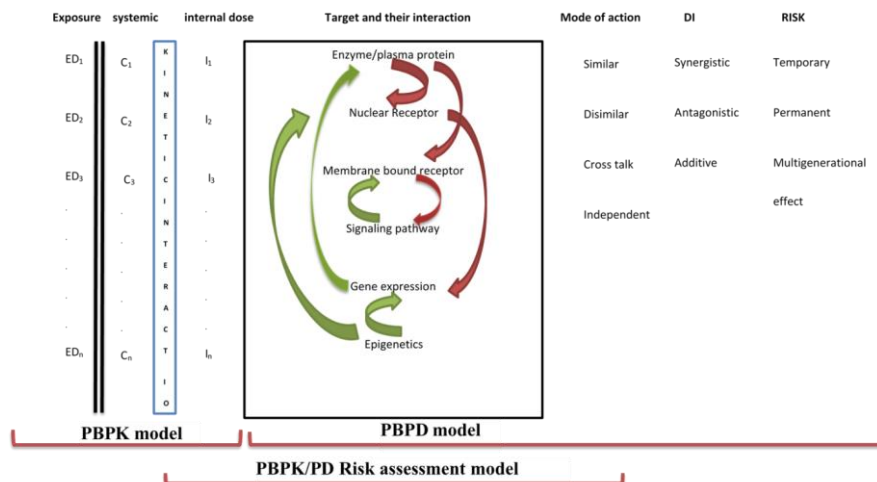 Exposure systemic internal dose Target and their interaction Mode of action DI RISK
ED1 C1 I1 Enzyme/plasma protein Similar Synergistic Temporary
ED2 C2 I2 Nuclear Receptor Disimilar Antagonistic Permanent
ED3 C3 I3 Membrane bound receptor Cross talk Additive Multigenerational
effect
Signaling pathway Independent
Gene expression
Epigenetics
EDn Cn In
K I N E T I C I N T E R A C T IO
PBPK model PBPD model
PBPK/PD Risk assessment model